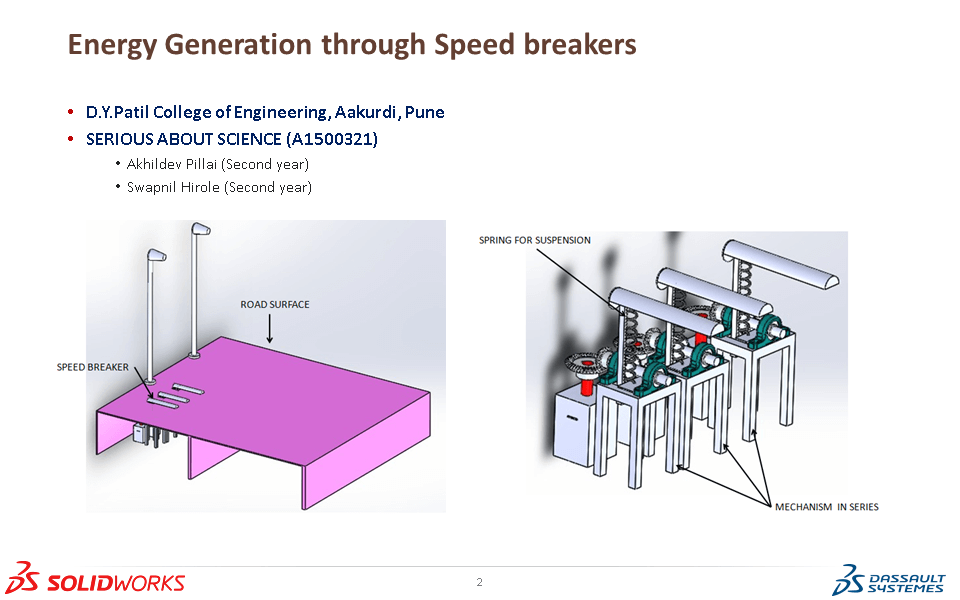 Energy Generation through Speed breakers
• D.Y.Patil College of Engineering, Aakurdi, Pune
• SERIOUS ABOUT SCIENCE (A1500321)
• Akhildev Pillai (Second year)
• Swapnil Hirole (Second year)
SPRING FOR SUSPENSION
ROAD SURFACE
SPEED BREAKER
MECHANISM IN SERIES
SOLIDWORKS
2
DASSAULT
SYSTEMES